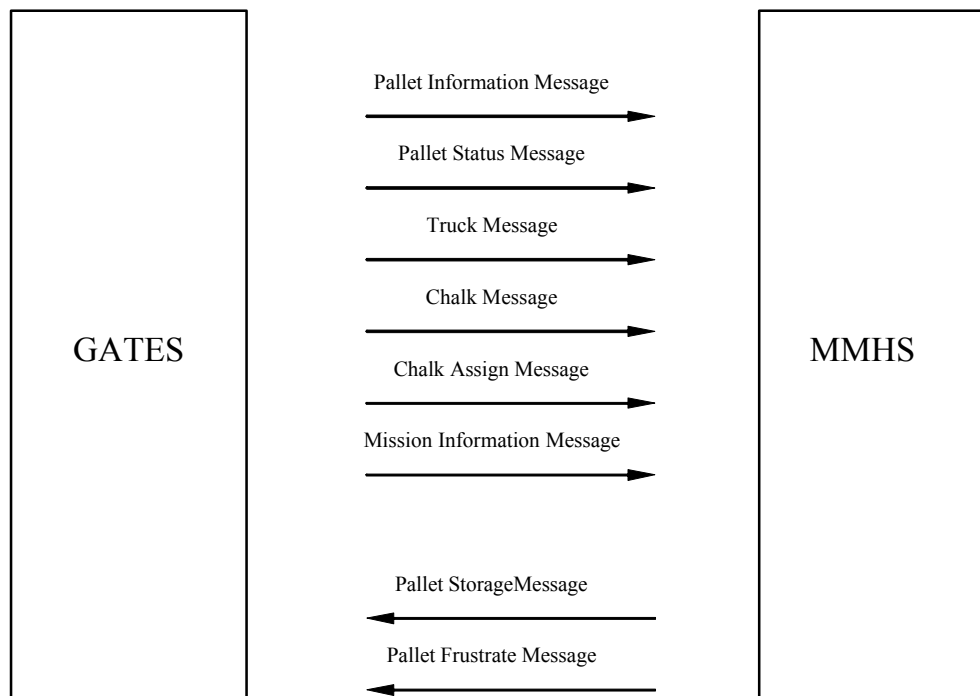 Pallet Information Message
Pallet Status Message
Truck Message
Chalk Message
GATES
MMHS
Chalk Assign Message
Mission Information Message
Pallet StorageMessage
Pallet Frustrate Message